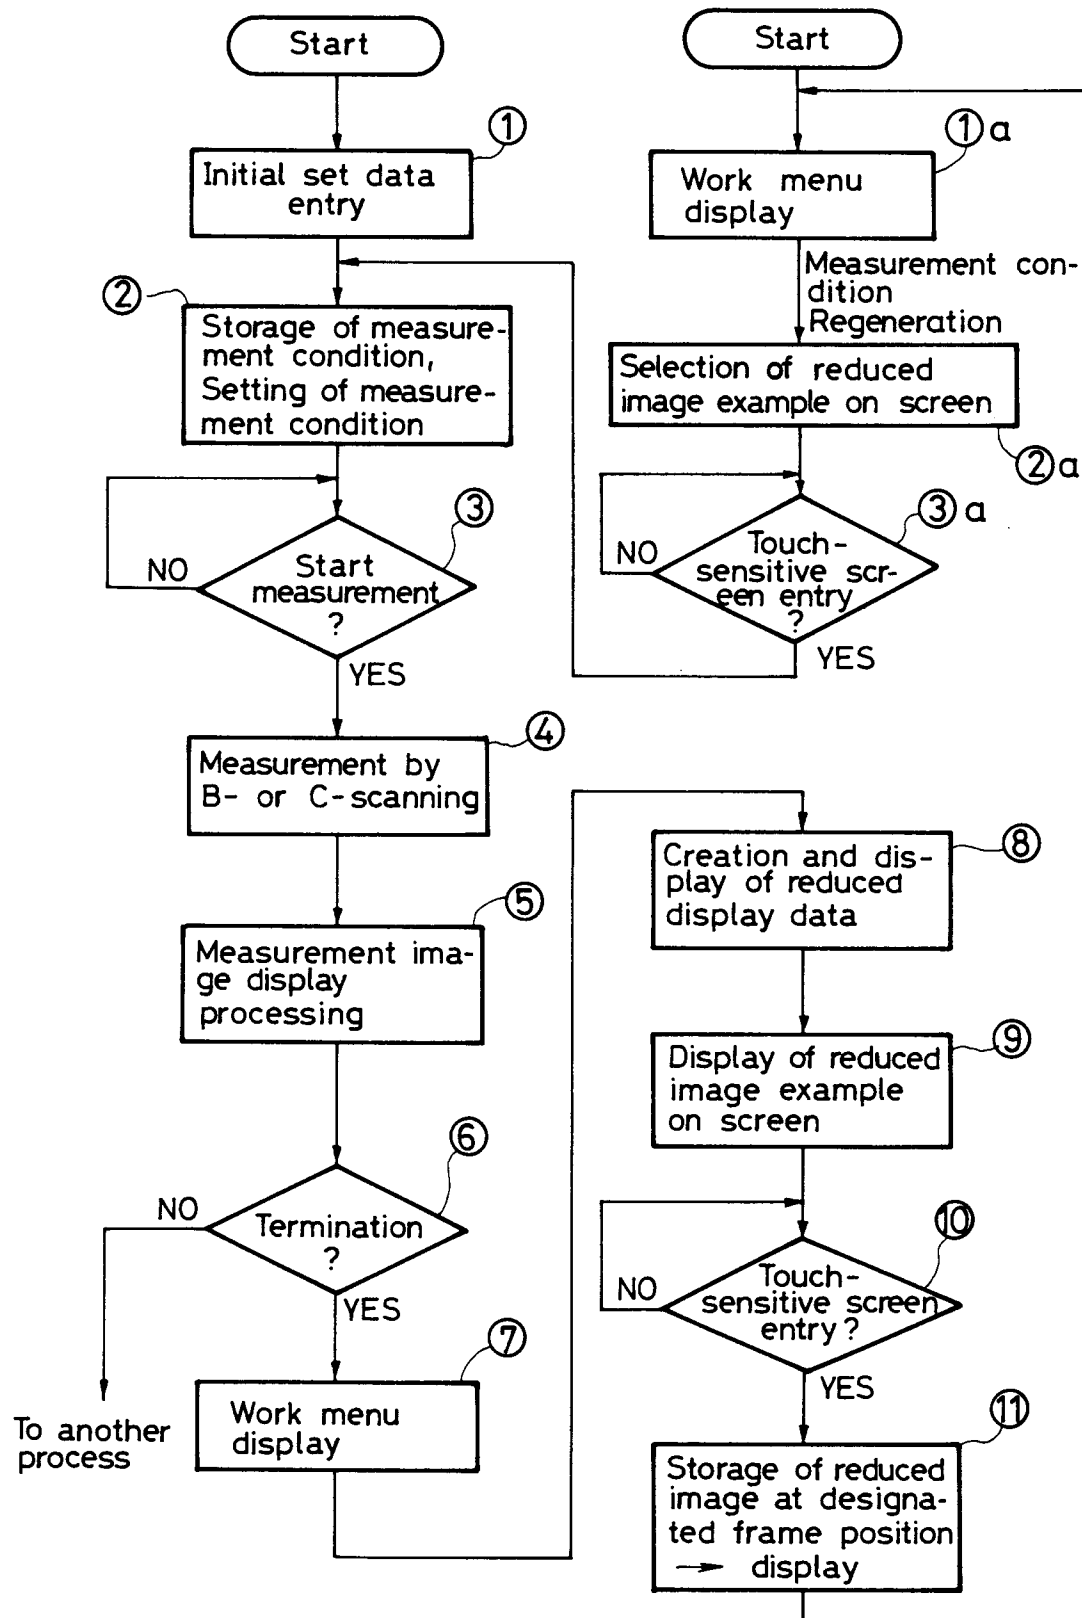 Start
①
Initial set data
entry
②
Storage of measure-
ment condition,
Setting of measure-
ment condition
③
NO
Start
measurement
?
YES
④
Measurement by
B- or C-scanning
⑤
Measurement ima-
ge display
processing
⑥
NO
Termination
?
YES
To another
process
⑦
Work menu
display
Start
①a
Work menu
display
Measurement con-
dition
Regeneration
Selection of reduced
image example on screen
②a
③a
NO
Touch-
sensitive scr-
een entry
?
YES
⑧
Creation and dis-
play of reduced
display data
⑨
Display of reduced
image example
on screen
⑩
NO
Touch-
sensitive screen
entry?
YES
⑪
Storage of reduced
image at designa-
ted frame position
→ display